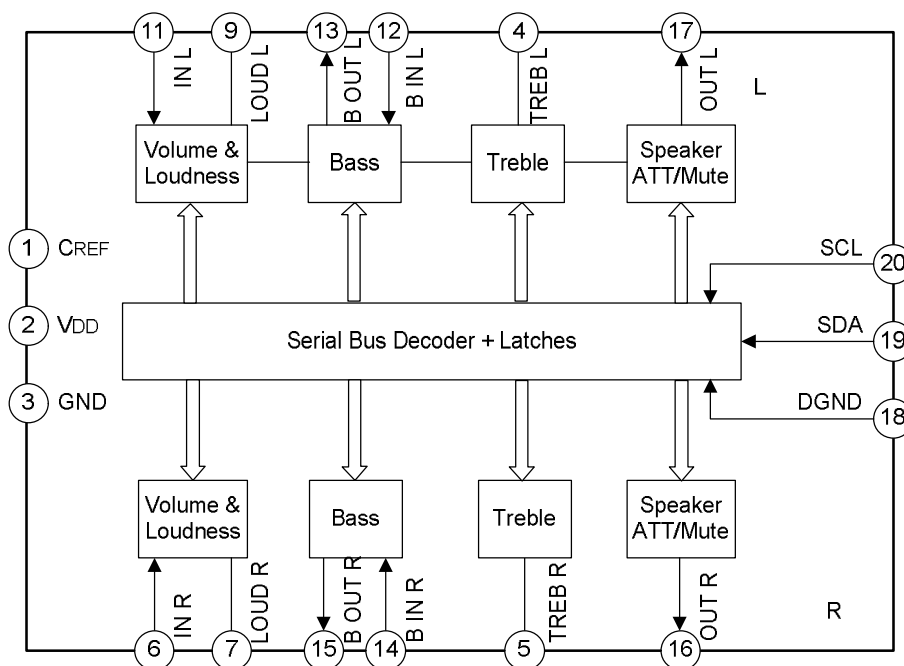 11 9 13 12 4 17
IN L
LOUD L
B OUT L
B IN L
TREB L
OUT L
L
Volume &
Loudness
Bass
Treble
Speaker
ATT/Mute
1 CREF
SCL 20
2 VDD
Serial Bus Decoder + Latches
SDA 19
3 GND
DGND 18
Volume &
Loudness
Bass
Treble
Speaker
ATT/Mute
IN R
LOUD R
B OUT R
B IN R
TREB R
OUT R
R
6 7 15 14 5 16